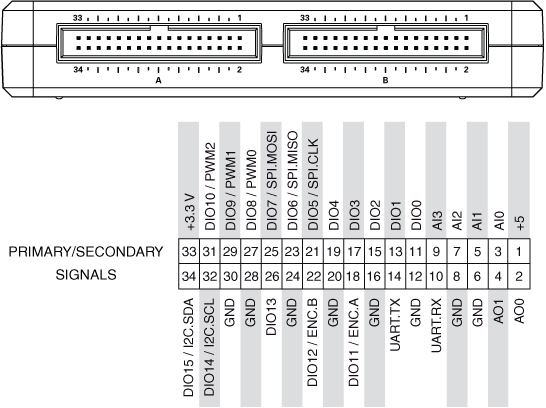 33 1 33 1
34 2 34 2
A B
+3.3 V
DIO10 / PWM2
DIO9 / PWM1
DIO8 / PWM0
DIO7 / SPI.MOSI
DIO6 / SPI.MISO
DIO5 / SPI.CLK
DIO4
DIO3
DIO2
DIO1
DIO0
AI3
AI2
AI1
AI0
+5
PRIMARY/SECONDARY 33 31 29 27 25 23 21 19 17 15 13 11 9 7 5 3 1
SIGNALS 34 32 30 28 26 24 22 20 18 16 14 12 10 8 6 4 2
DIO15 / I2C.SDA
DIO14 / I2C.SCL
GND
GND
DIO13
GND
DIO12 / ENC.B
GND
DIO11 / ENC.A
GND
UART.TX
GND
UART.RX
GND
GND
AO1
AO0